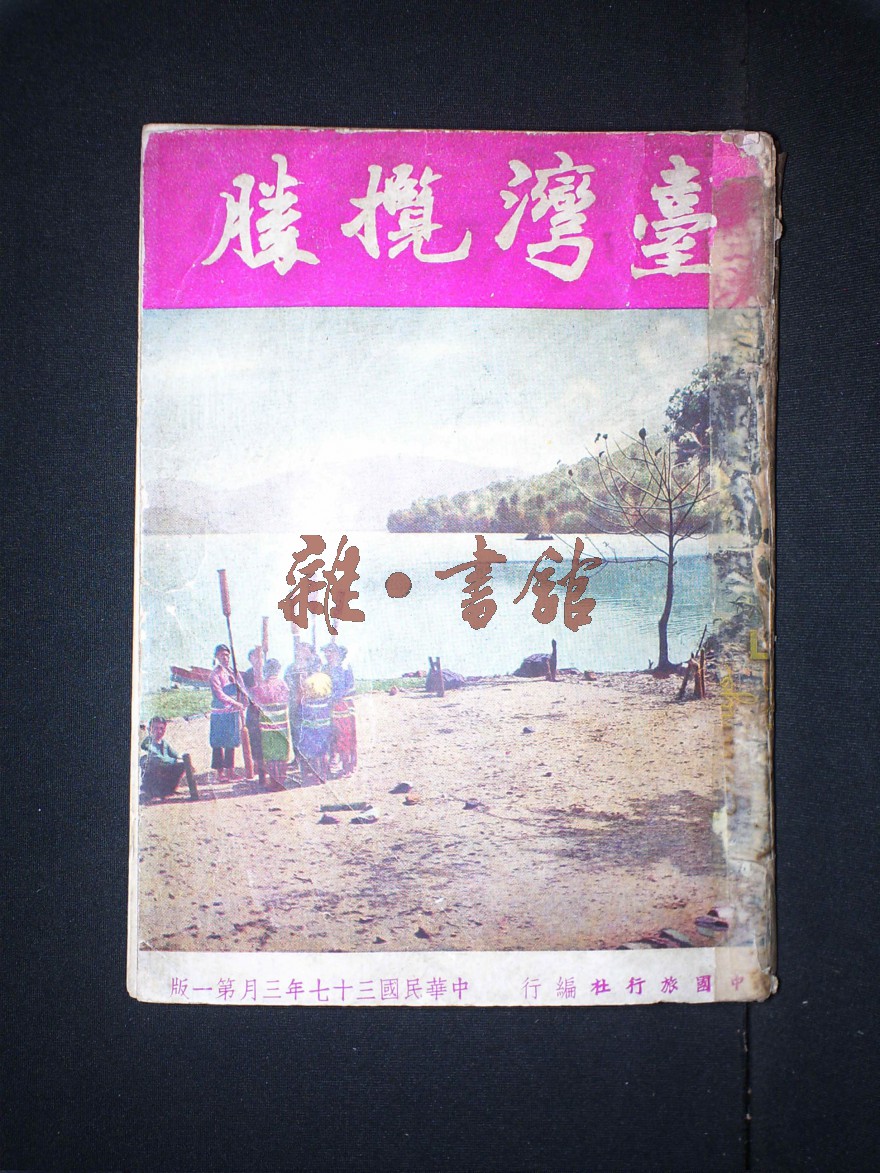 臺灣攬勝
雜·書館
中國旅行社編行 中華民國三十七年三月第一版